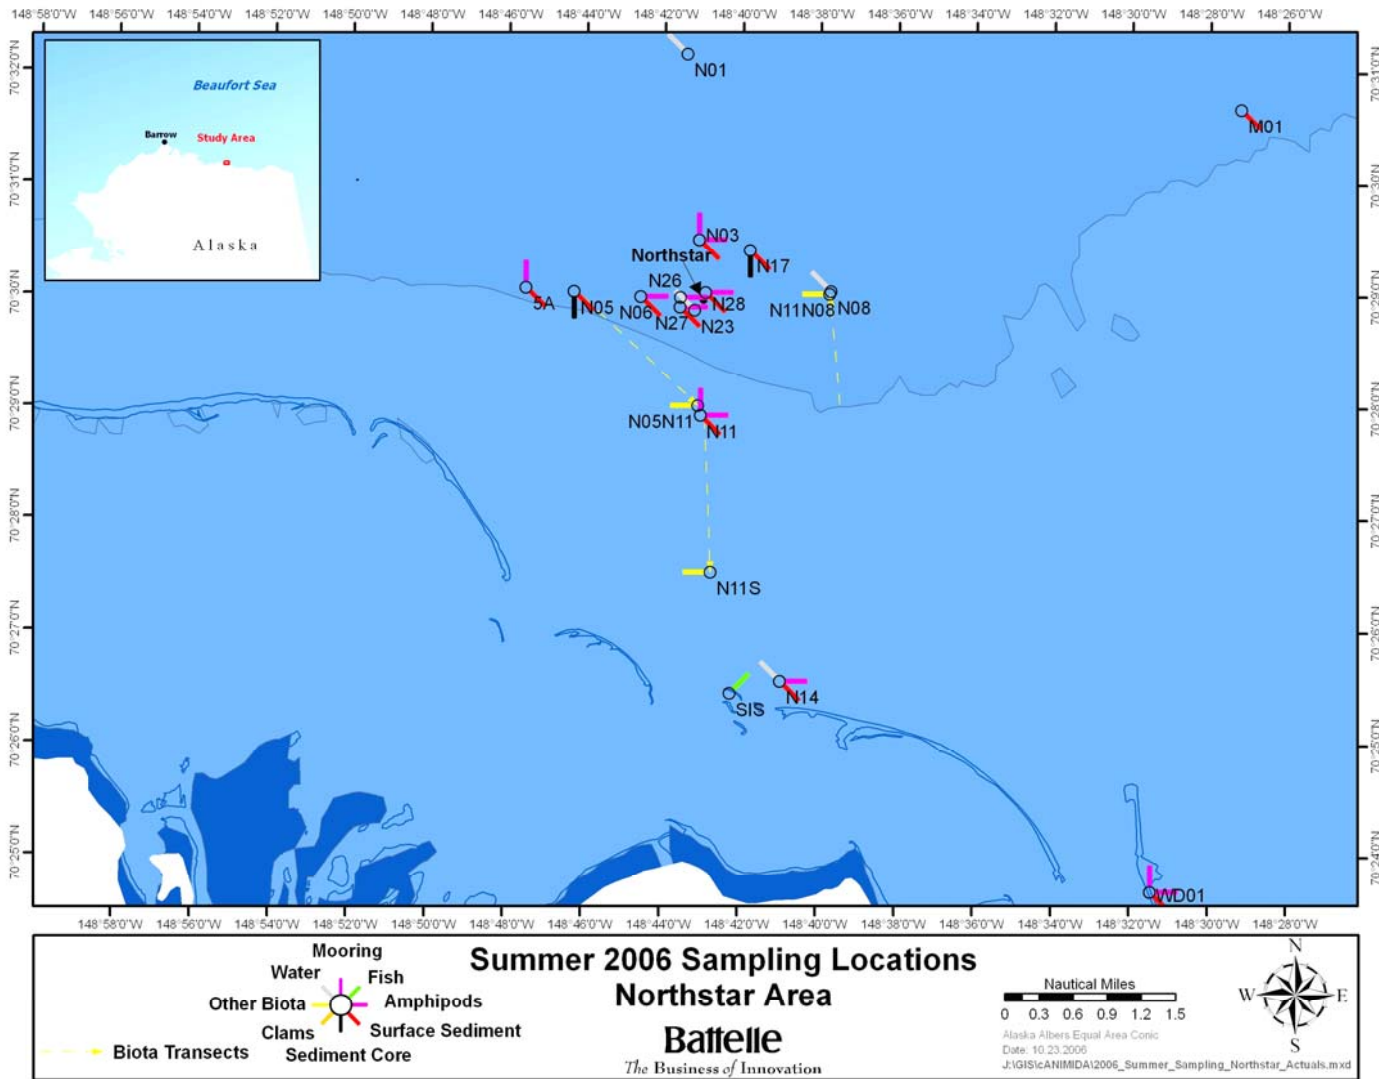 148°52'0"W 148°50'0"W 148°48'0"W 148°46'0"W 148°44'0"W 148°42'0"W 148°40'0"W 148°38'0"W 148°36'0"W 148°34'0"W 148°32'0"W 148°30'0"W 148°28'0"W 148°26'0"W
70°32'0"N
70°31'0"N
70°30'0"N
70°29'0"N
70°28'0"N
70°27'0"N
70°26'0"N
70°25'0"N
Beaufort Sea
Barrow
Study Area
Alaska
N01
M01
N03
Northstar
N17
N26
5A
N05
N06
N28
N27
N23
N11N08
N08
N05N11
N11
N11S
SIS
N14
WD01
70°31'0"N
70°30'0"N
70°29'0"N
70°28'0"N
70°27'0"N
70°26'0"N
70°25'0"N
70°24'0"N
148°58'0"W 148°56'0"W 148°54'0"W 148°52'0"W 148°50'0"W 148°48'0"W 148°46'0"W 148°44'0"W 148°42'0"W 148°40'0"W 148°38'0"W 148°36'0"W 148°34'0"W 148°32'0"W 148°30'0"W 148°28'0"W
Mooring
Water
Fish
Other Biota
Amphipods
Clams
Surface Sediment
Sediment Core
Biota Transects
Summer 2006 Sampling Locations
Northstar Area
Battelle
The Business of Innovation
Nautical Miles
0 0.3 0.6 0.9 1.2 1.5
Alaska Albers Equal Area Conic
Date: 10.23.2006
J:\GIS\cANIMIDA\2006_Summer_Sampling_Northstar_Actuals.mxd
N
W
E
S